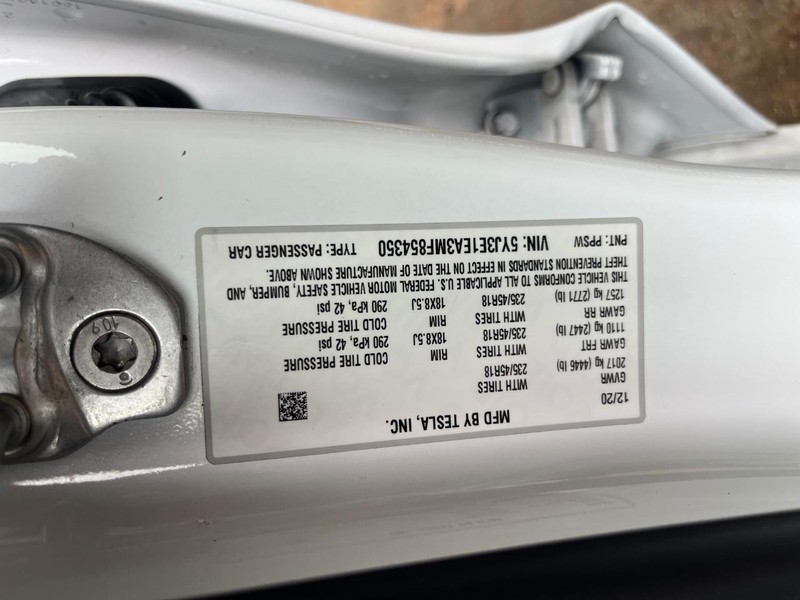 MFD BY TESLA, INC.
12/20
GVWR WITH TIRES
2017 kg (4446 lb) 235/45R18
GAWR FRT WITH TIRES RIM COLD TIRE PRESSURE
1110 kg (2447 lb) 235/45R18 18X8.5J 290 kPa, 42 psi
GAWR RR WITH TIRES RIM COLD TIRE PRESSURE
1257 kg (2771 lb) 235/45R18 18X8.5J 290 kPa, 42 psi
THIS VEHICLE CONFORMS TO ALL APPLICABLE U.S. FEDERAL MOTOR VEHICLE SAFETY, BUMPER, AND
THEFT PREVENTION STANDARDS IN EFFECT ON THE DATE OF MANUFACTURE SHOWN ABOVE.
PNT: PPSW VIN: 5YJ3E1EA3MF854350 TYPE: PASSENGER CAR
10.9